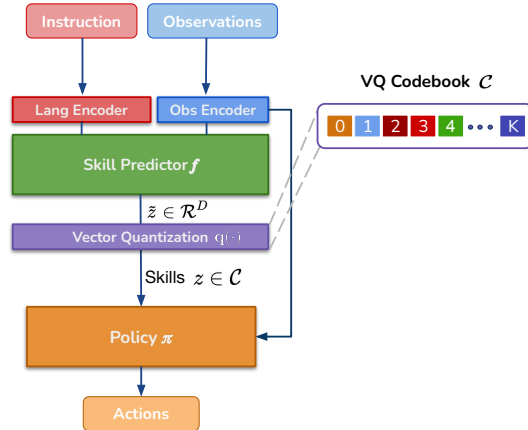 Instruction
Observations
Lang Encoder
Obs Encoder
VQ Codebook 𝒞
0 1 2 3 4 ••• K
Skill Predictor f
z̃ ∈ ℛᴰ
Vector Quantization q(·)
Skills z ∈ 𝒞
Policy π
Actions